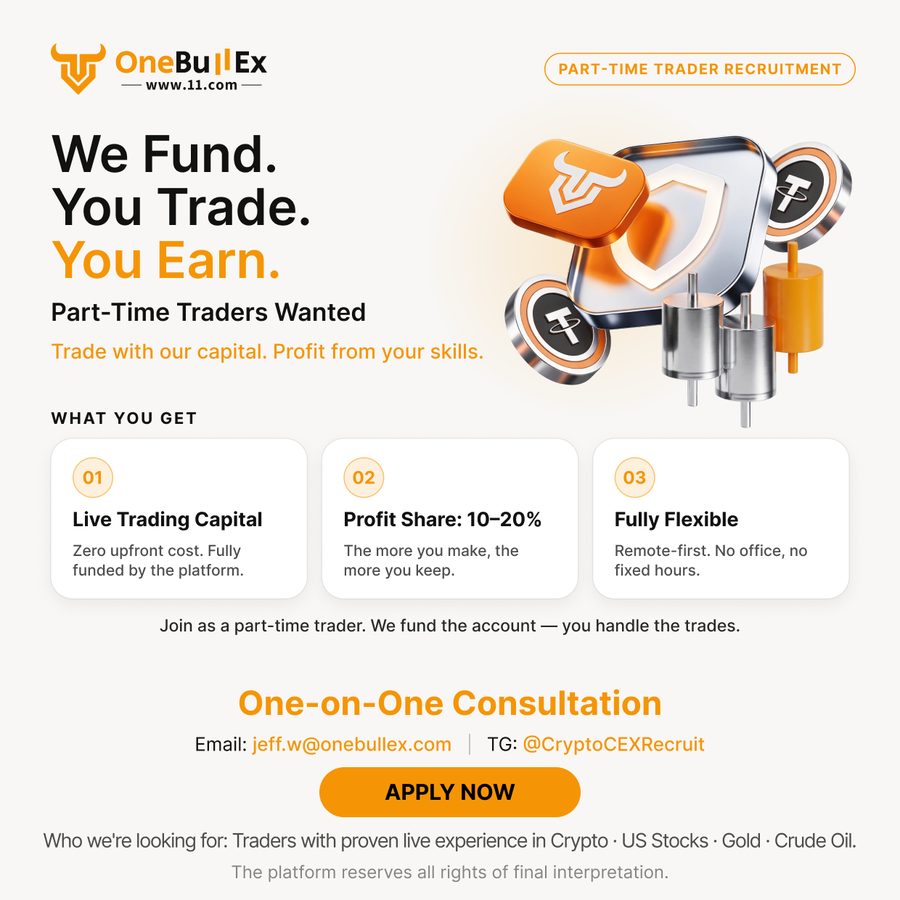 OneBullEx
www.11.com
PART-TIME TRADER RECRUITMENT
We Fund.
You Trade.
You Earn.
Part-Time Traders Wanted
Trade with our capital. Profit from your skills.
WHAT YOU GET
01
Live Trading Capital
Zero upfront cost. Fully
funded by the platform.
02
Profit Share: 10–20%
The more you make, the
more you keep.
03
Fully Flexible
Remote-first. No office, no
fixed hours.
Join as a part-time trader. We fund the account — you handle the trades.
One-on-One Consultation
Email: jeff.w@onebullex.com | TG: @CryptoCEXRecruit
APPLY NOW
Who we're looking for: Traders with proven live experience in Crypto · US Stocks · Gold · Crude Oil.
The platform reserves all rights of final interpretation.